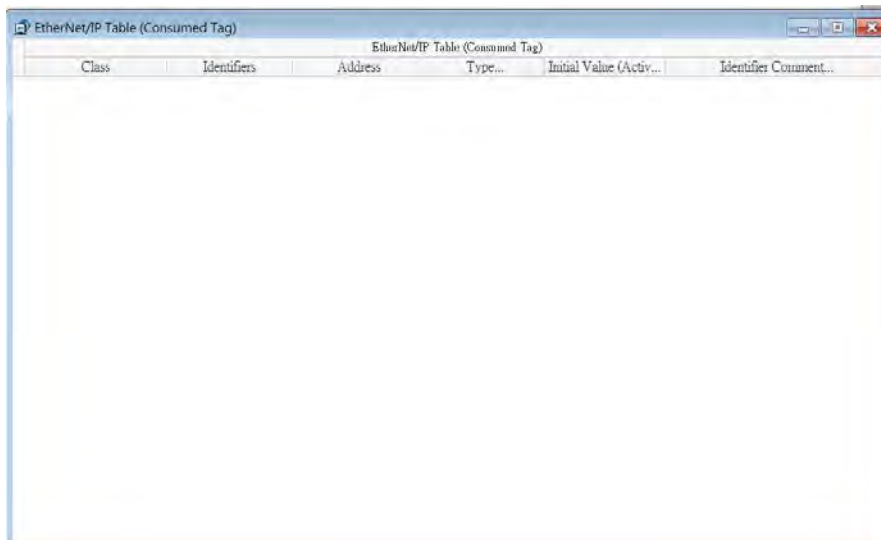 EtherNet/IP Table (Consumed Tag)
EtherNet/IP Table (Consumed Tag)
Class Identifiers Address Type... Initial Value (Activ... Identifier Comment...